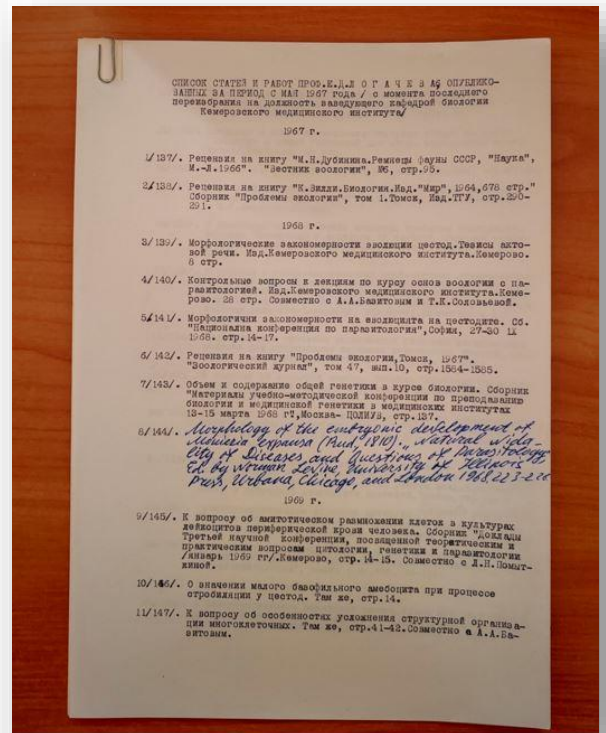 СПИСОК СТАТЕЙ И РАБОТ ПРОФ.Е.Д.Л О Г А Ч Е В А, ОПУБЛИКО-
ВАННЫХ ЗА ПЕРИОД С МАЯ 1967 года / с момента последнего
переизбрания на должность заведующего кафедрой биологии
Кемеровского медицинского института/
1967 г.
1/137/. Рецензия на книгу "М.Н.Дубинина.Ремнецы фауны СССР, "Наука",
М.-Л.1966". "Вестник зоологии", №6, стр.95.
2/138/. Рецензия на книгу "К.Вилли.Биология.Изд."Мир",1964,678 стр."
Сборник "Проблемы экологии", том 1.Томск, Изд.ТГУ, стр.290-
291.
1968 г.
3/139/. Морфологические закономерности эволюции цестод.Тезисы акто-
вой речи. Изд.Кемеровского медицинского института.Кемерово.
8 стр.
4/140/. Контрольные вопросы к лекциям по курсу основ зоологии с па-
разитологией. Изд.Кемеровского медицинского института.Кеме-
рово. 28 стр. Совместно с А.А.Базитовым и Т.К.Соловьевой.
5/141/. Морфологични закономерности на еволюцията на цестодите. Сб.
"Национална конференция по паразитология",София, 27-30 IX
1968. стр.14-17.
6/142/. Рецензия на книгу "Проблемы экологии,Томск, 1967".
"Зоологический журнал", том 47, вып.10, стр.1584-1585.
7/143/. Объем и содержание общей генетики в курсе биологии. Сборник
"Материалы учебно-методической конференции по преподаванию
биологии и медицинской генетики в медицинских институтах
13-15 марта 1968 г?,Москва- ЦОЛИУВ, стр.137.
8/144/. Morphology of the embryonic development of
Monieria expansa (Rud, 1810)., Natural Nida-
lity of Diseases and Questions of Parasitology
Ed. by Norman Levine, University of Illinois
press, Urbana, Chicago, and London 1968, 223-226
1969 г.
9/145/. К вопросу об амитотическом размножении клеток в культурах
лейкоцитов периферической крови человека. Сборник "Доклады
Третьей научной конференции, посвященной теоретическим и
практическим вопросам цитологии, генетики и паразитологии
/январь 1969 гг/.Кемерово, стр.14-15. Совместно с Л.Н.Помыт-
киной.
10/146/. О значении малого базофильного амебоцита при процессе
стробиляции у цестод. Там же, стр.14.
11/147/. К вопросу об особенностях усложнения структурной организа-
ции многоклеточных. Там же, стр.41-42.Совместно с А.А.Ба-
зитовым.